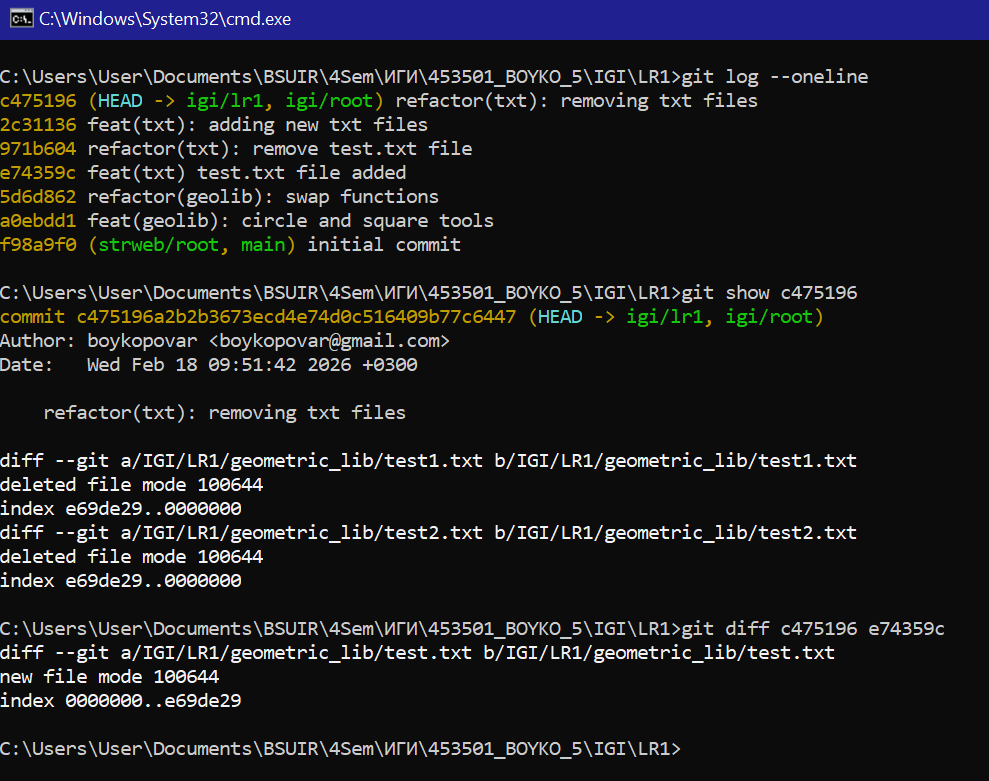 C:\Windows\System32\cmd.exe
C:\Users\User\Documents\BSUIR\4Sem\ИГИ\453501_BOYKO_5\IGI\LR1>git log --oneline
c475196 (HEAD -> igi/lr1, igi/root) refactor(txt): removing txt files
2c31136 feat(txt): adding new txt files
971b604 refactor(txt): remove test.txt file
e74359c feat(txt) test.txt file added
5d6d862 refactor(geolib): swap functions
a0ebdd1 feat(geolib): circle and square tools
f98a9f0 (strweb/root, main) initial commit
C:\Users\User\Documents\BSUIR\4Sem\ИГИ\453501_BOYKO_5\IGI\LR1>git show c475196
commit c475196a2b2b3673ecd4e74d0c516409b77c6447 (HEAD -> igi/lr1, igi/root)
Author: boykopovar <boykopovar@gmail.com>
Date:   Wed Feb 18 09:51:42 2026 +0300
    refactor(txt): removing txt files
diff --git a/IGI/LR1/geometric_lib/test1.txt b/IGI/LR1/geometric_lib/test1.txt
deleted file mode 100644
index e69de29..0000000
diff --git a/IGI/LR1/geometric_lib/test2.txt b/IGI/LR1/geometric_lib/test2.txt
deleted file mode 100644
index e69de29..0000000
C:\Users\User\Documents\BSUIR\4Sem\ИГИ\453501_BOYKO_5\IGI\LR1>git diff c475196 e74359c
diff --git a/IGI/LR1/geometric_lib/test.txt b/IGI/LR1/geometric_lib/test.txt
new file mode 100644
index 0000000..e69de29
C:\Users\User\Documents\BSUIR\4Sem\ИГИ\453501_BOYKO_5\IGI\LR1>